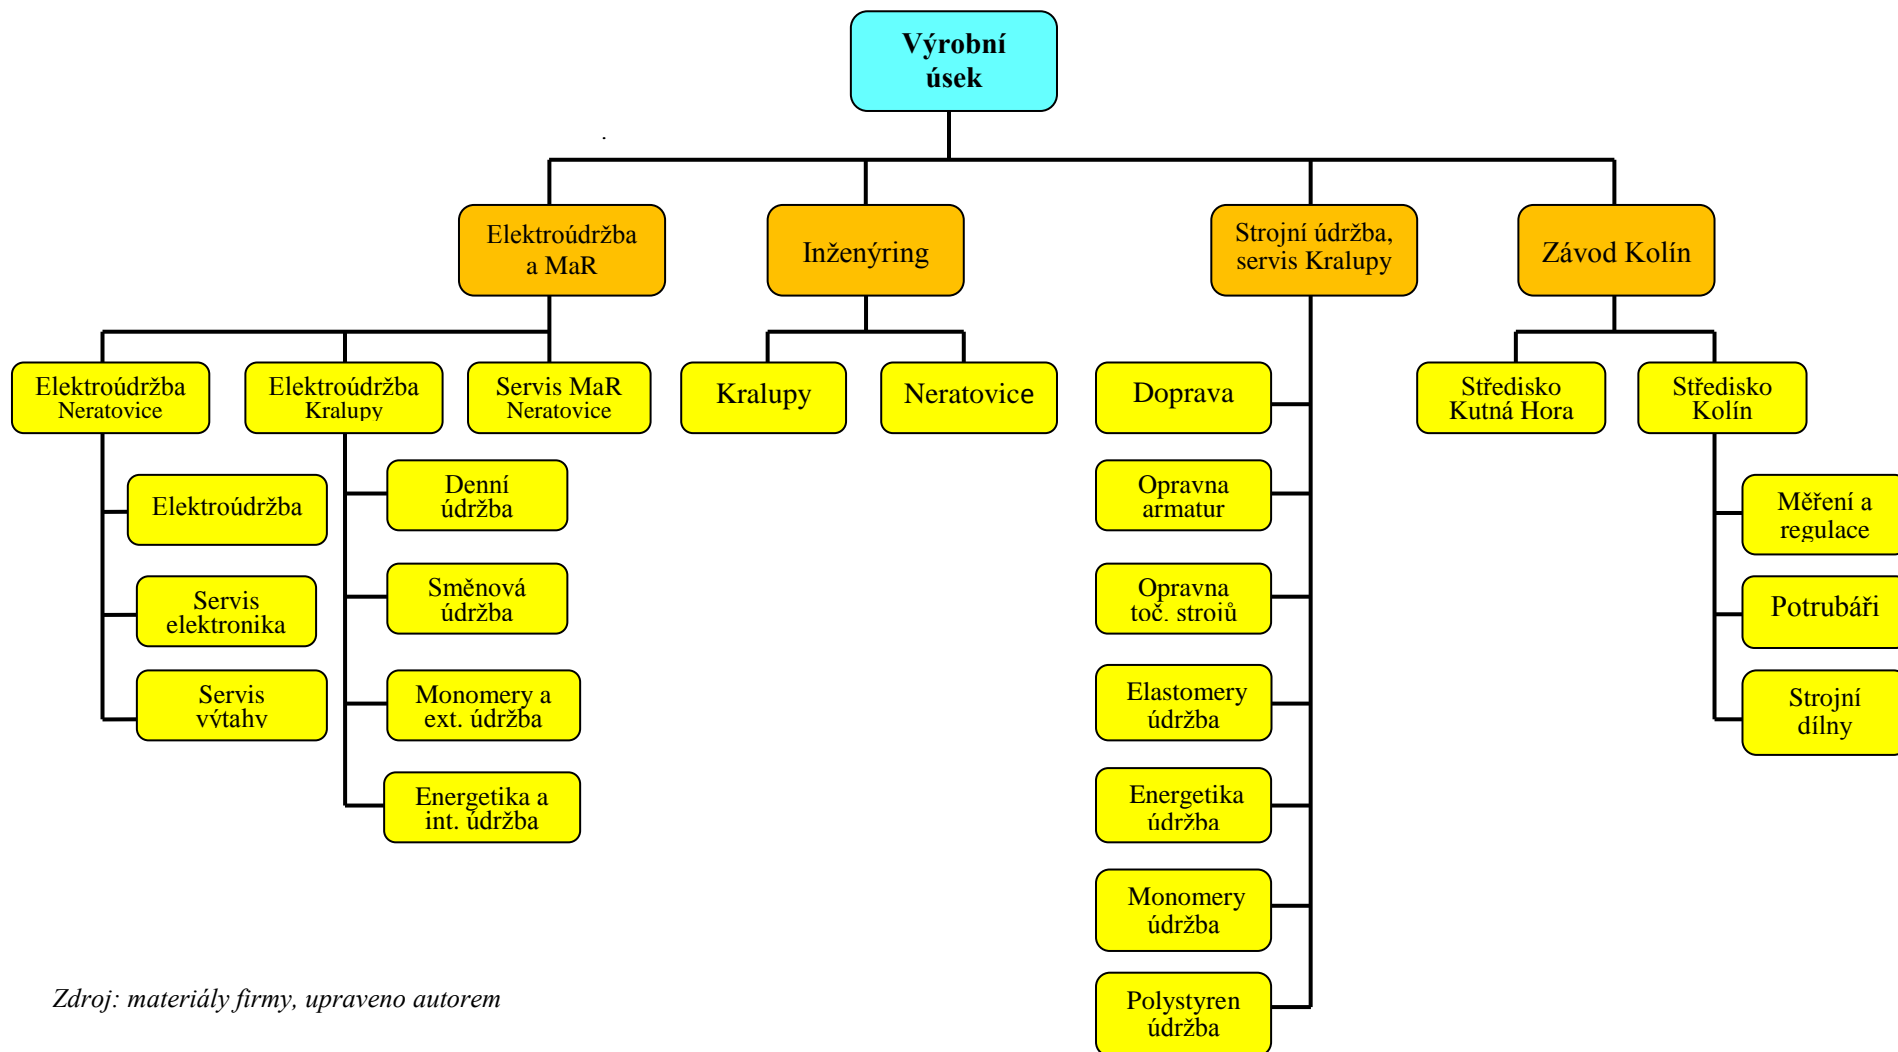 Výrobní
úsek
Elektroúdržba
a MaR
Inženýring
Strojní údržba,
servis Kralupy
Závod Kolín
Elektroúdržba
Neratovice
Elektroúdržba
Kralupy
Servis MaR
Neratovice
Kralupy
Neratovice
Doprava
Středisko
Kutná Hora
Středisko
Kolín
Elektroúdržba
Servis
elektronika
Servis
výtahy
Denní
údržba
Směnová
údržba
Monomery a
ext. údržba
Energetika a
int. údržba
Opravna
armatur
Opravna
toč. strojů
Elastomery
údržba
Energetika
údržba
Monomery
údržba
Polystyren
údržba
Měření a
regulace
Potrubáři
Strojní
dílny
Zdroj: materiály firmy, upraveno autorem